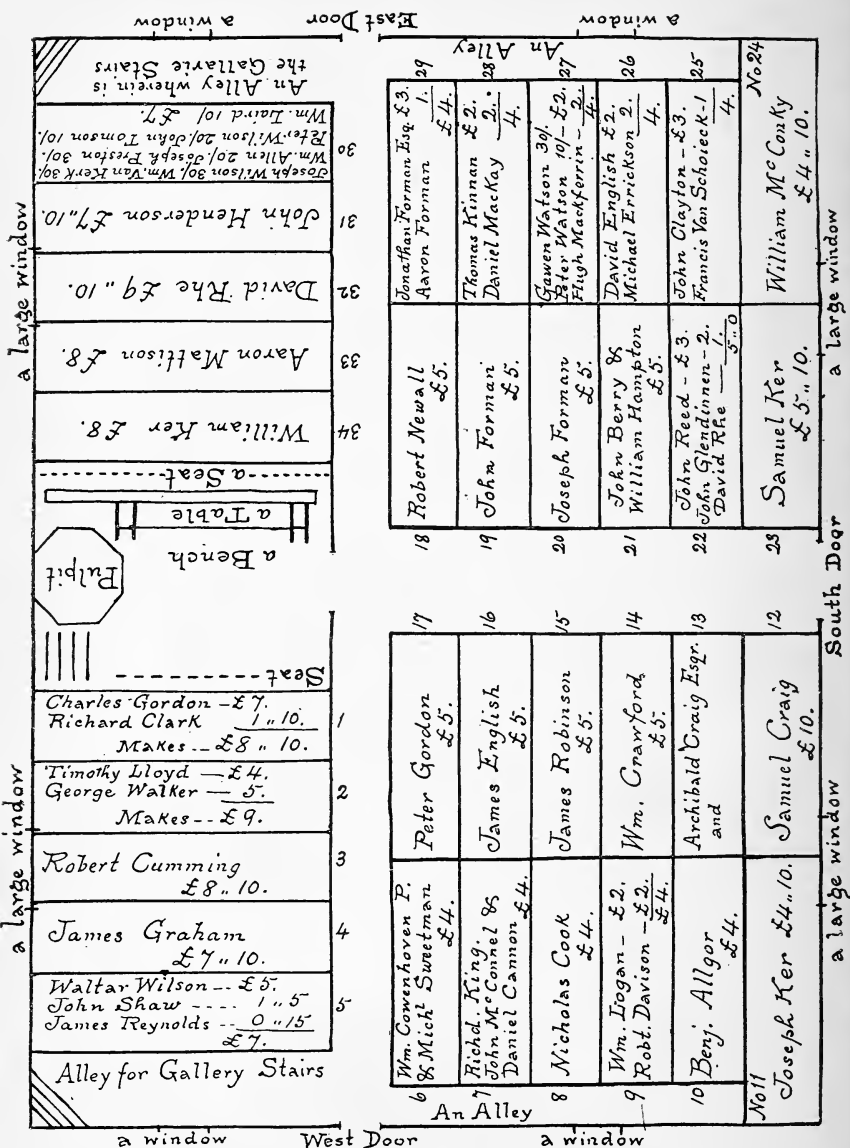 a window
East Door
a window
An Alley wherein is
the Gallarie Stairs
An Alley
a large window
Joseph Wilson 30/ Wm. Van Kerk 30/
Wm. Allen 20/ Joseph Preston 30/
Peter Wilson 20/ John Tomson 10/
Wm. Laird 10/ £7.
30
John Henderson £7,,10.
31
David Rhe £9,,10.
32
Aaron Mattison £8.
33
William Ker £8.
34
a Seat
a Table
a Bench
Pulpit
Seat
Charles Gordon - £7.
Richard Clark 1,,10.
Makes -- £8,,10.
1
Timothy Lloyd — £4.
George Walker — 5.
Makes -- £9.
2
Robert Cumming
£8,,10.
3
James Graham
£7,,10.
4
Waltar Wilson -- £5.
John Shaw ---- 1,,5
James Reynolds -- 0,,15
£7.
5
Alley for Gallery Stairs
a large window
29
Jonathan Forman Esq. £3.
Aaron Forman 1.
£4.
28
Thomas Kinnan £2.
Daniel MacKay 2.
4.
27
Gawen Watson 30/.
Peter Watson 10/- £2.
Hugh Mackferrin - 2.
4.
26
David English £2.
Michael Errickson 2.
4.
25
John Clayton - £3.
Francis Van Schoieck - 1
4.
No 24
William McConky
£4,,10.
18
Robert Newall
£5.
19
John Forman
£5.
20
Joseph Forman
£5.
21
John Berry &
William Hampton
£5.
22
John Reed - £3.
John Glendinnen - 2.
David Rhe — 1.
5,,0
23
Samuel Ker
£5,,10.
a large window
South Door
17
Peter Gordon
£5.
16
James English
£5.
15
James Robinson
£5.
14
Wm. Crawford
£5.
13
Archibald Craig Esqr.
and
12
Samuel Craig
£10.
6
Wm. Cowenhoven P.
& Michl Sweetman
£4.
7
Richd. King.
John McConnel &
Daniel Cannon £4.
8
Nicholas Cook
£4.
9
Wm. Logan - £2.
Robt. Davison - £2.
£4.
10
Benj. Allgor
£4.
No 11
Joseph Ker £4,,10.
a large window
An Alley
a window
West Door
a window